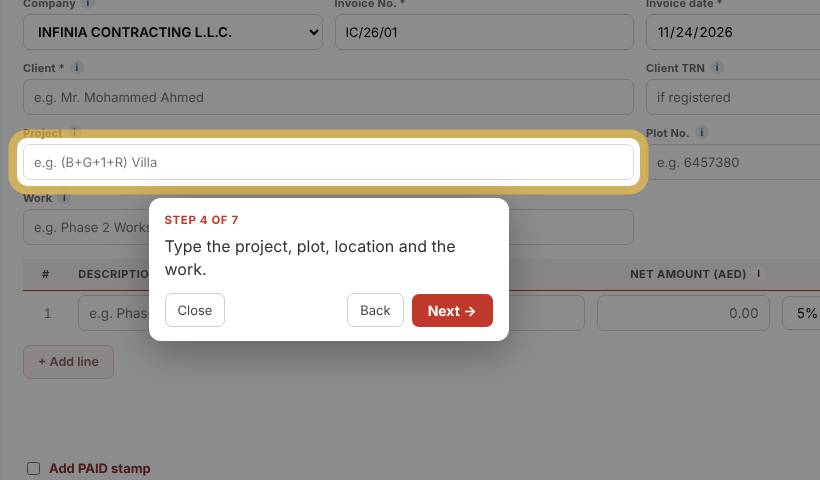 Company i Invoice No. * Invoice date *
INFINIA CONTRACTING L.L.C. IC/26/01 11/24/2026
Client * i Client TRN i
e.g. Mr. Mohammed Ahmed if registered
Project i Plot No. i
e.g. (B+G+1+R) Villa e.g. 6457380
Work i
e.g. Phase 2 Works
STEP 4 OF 7
Type the project, plot, location and the
work.
Close Back Next →
# DESCRIPTIO NET AMOUNT (AED) i
1 e.g. Phas 0.00 5%
+ Add line
Add PAID stamp